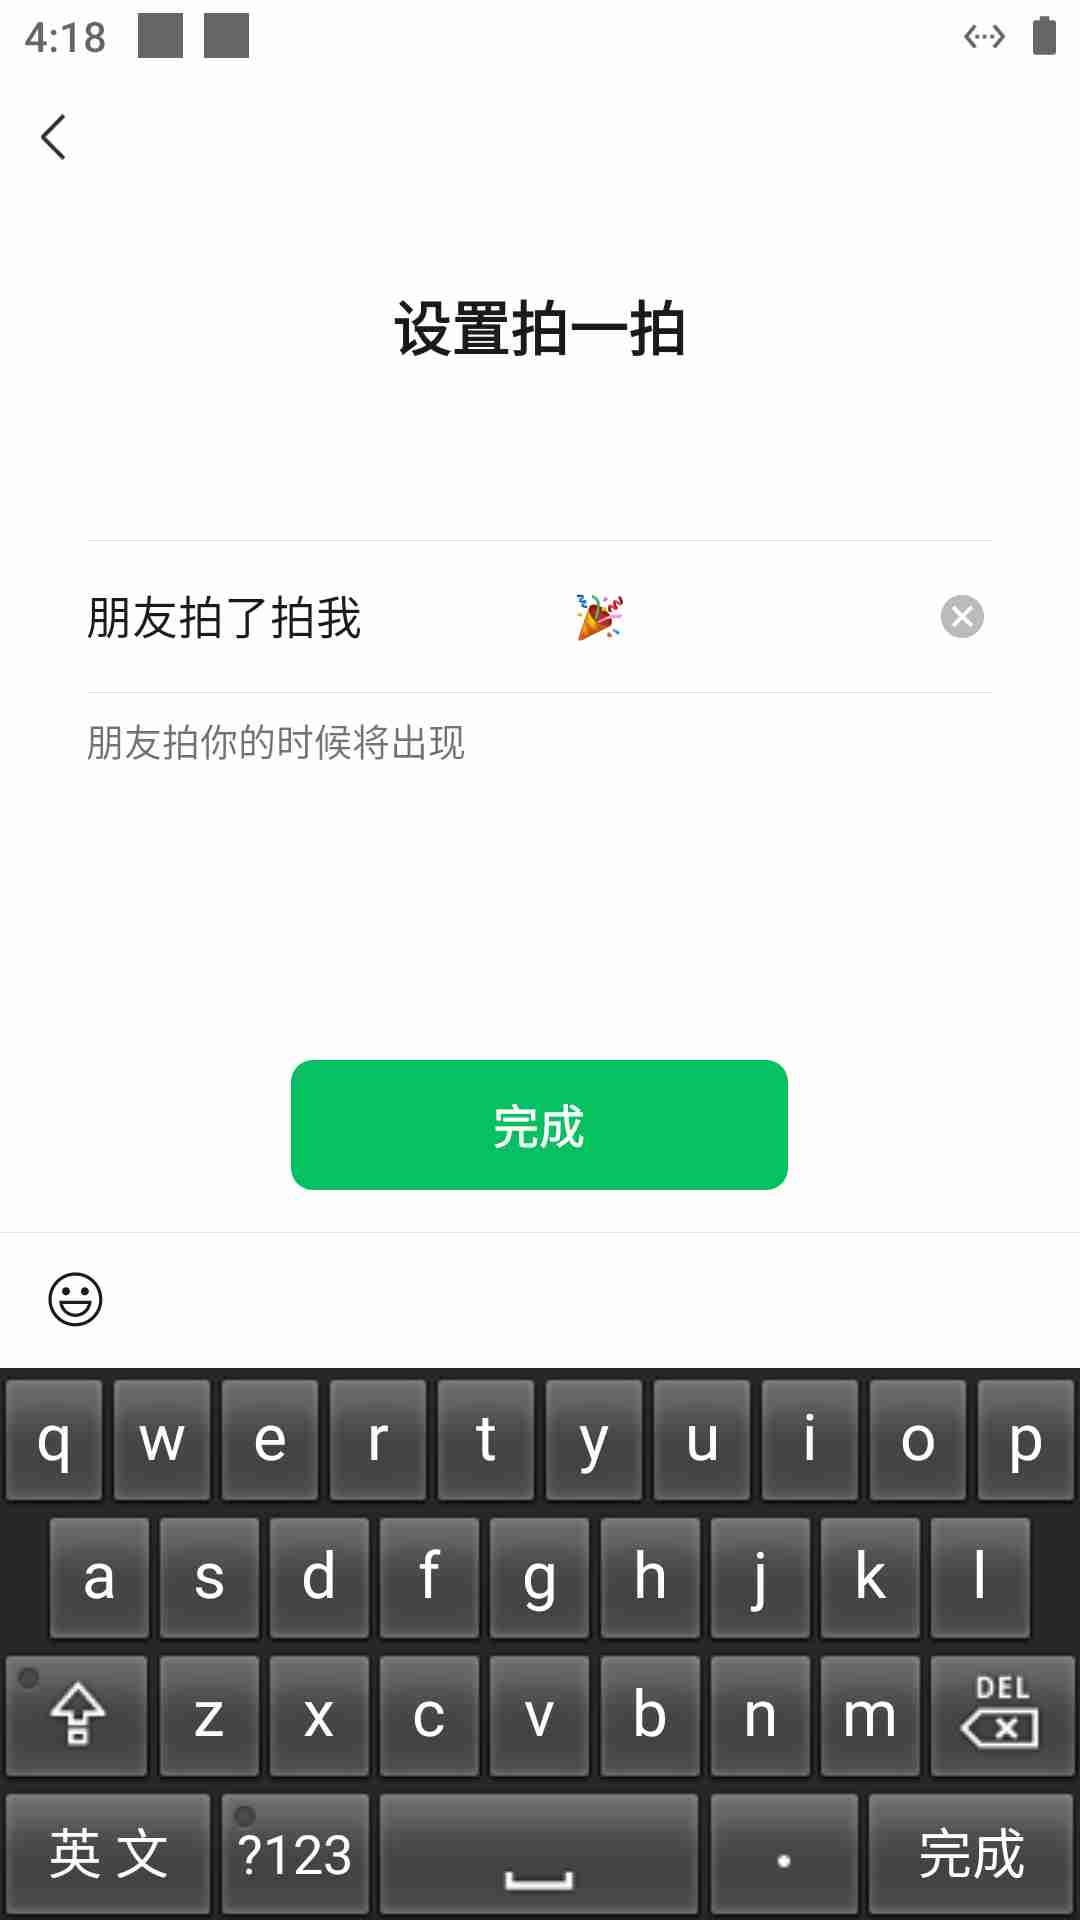 4:18
设置拍一拍
朋友拍了拍我 🎉
朋友拍你的时候将出现
完成
q w e r t y u i o p
a s d f g h j k l
z x c v b n m DEL
英文 ?123 . 完成